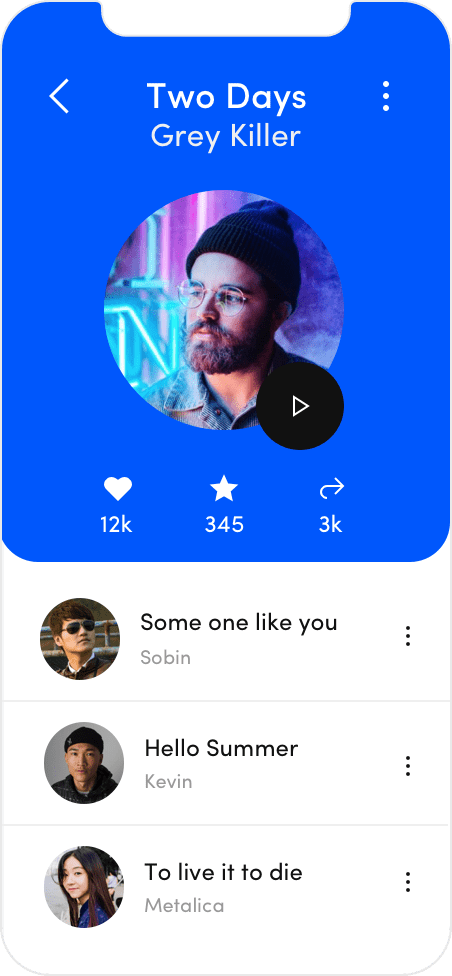 Two Days
Grey Killer
12k
345
3k
Some one like you
Sobin
Hello Summer
Kevin
To live it to die
Metalica